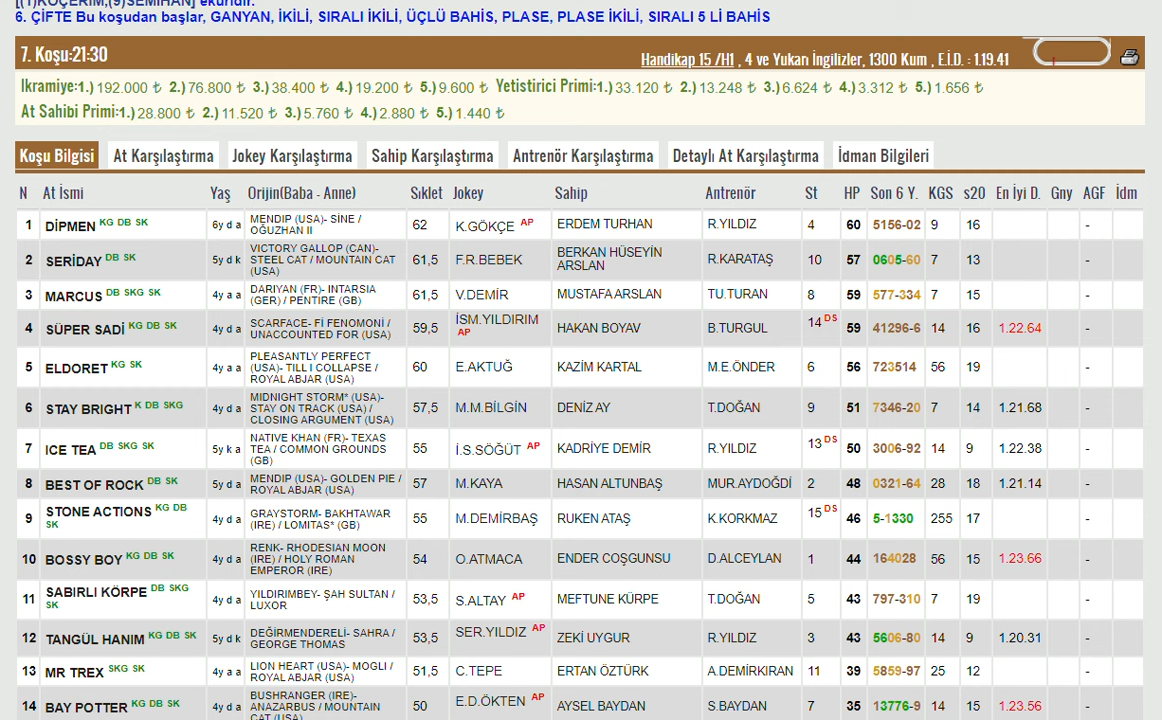 [(1)KOÇERİM,(9)SEMİHAN] eküridir.
6. ÇİFTE Bu koşudan başlar, GANYAN, İKİLİ, SIRALI İKİLİ, ÜÇLÜ BAHİS, PLASE, PLASE İKİLİ, SIRALI 5 Lİ BAHİS
7. Koşu:21:30 Handikap 15 /H1 , 4 ve Yukarı İngilizler, 1300 Kum , E.İ.D. : 1.19.41
Ikramiye:1.) 192.000 ₺ 2.) 76.800 ₺ 3.) 38.400 ₺ 4.) 19.200 ₺ 5.) 9.600 ₺ Yetistirici Primi:1.) 33.120 ₺ 2.) 13.248 ₺ 3.) 6.624 ₺ 4.) 3.312 ₺ 5.) 1.656 ₺
At Sahibi Primi:1.) 28.800 ₺ 2.) 11.520 ₺ 3.) 5.760 ₺ 4.) 2.880 ₺ 5.) 1.440 ₺
Koşu Bilgisi At Karşılaştırma Jokey Karşılaştırma Sahip Karşılaştırma Antrenör Karşılaştırma Detaylı At Karşılaştırma İdman Bilgileri
N At İsmi Yaş Orijin(Baba - Anne) Sıklet Jokey Sahip Antrenör St HP Son 6 Y. KGS s20 En İyi D. Gny AGF İdm
1 DİPMEN KG DB SK 6y d a MENDIP (USA)- SİNE / OĞUZHAN II 62 K.GÖKÇE AP ERDEM TURHAN R.YILDIZ 4 60 5156-02 9 16 -
2 SERİDAY DB SK 5y d k VICTORY GALLOP (CAN)- STEEL CAT / MOUNTAIN CAT (USA) 61,5 F.R.BEBEK BERKAN HÜSEYİN ARSLAN R.KARATAŞ 10 57 0605-60 7 13 -
3 MARCUS DB SKG SK 4y a a DARIYAN (FR)- INTARSIA (GER) / PENTIRE (GB) 61,5 V.DEMİR MUSTAFA ARSLAN TU.TURAN 8 59 577-334 7 15 -
4 SÜPER SADİ KG DB SK 4y d a SCARFACE- Fİ FENOMONİ / UNACCOUNTED FOR (USA) 59,5 İSM.YILDIRIM AP HAKAN BOYAV B.TURGUL 14 DS 59 41296-6 14 16 1.22.64 -
5 ELDORET KG SK 4y a a PLEASANTLY PERFECT (USA)- TILL I COLLAPSE / ROYAL ABJAR (USA) 60 E.AKTUĞ KAZİM KARTAL M.E.ÖNDER 6 56 723514 56 19 -
6 STAY BRIGHT K DB SKG 4y d a MIDNIGHT STORM* (USA)- STAY ON TRACK (USA) / CLOSING ARGUMENT (USA) 57,5 M.M.BİLGİN DENİZ AY T.DOĞAN 9 51 7346-20 7 14 1.21.68 -
7 ICE TEA DB SKG SK 5y k a NATIVE KHAN (FR)- TEXAS TEA / COMMON GROUNDS (GB) 55 İ.S.SÖĞÜT AP KADRİYE DEMİR R.YILDIZ 13 DS 50 3006-92 14 9 1.22.38 -
8 BEST OF ROCK DB SK 5y d a MENDIP (USA)- GOLDEN PIE / ROYAL ABJAR (USA) 57 M.KAYA HASAN ALTUNBAŞ MUR.AYDOĞDİ 2 48 0321-64 28 18 1.21.14 -
9 STONE ACTIONS KG DB SK 4y d a GRAYSTORM- BAKHTAWAR (IRE) / LOMITAS* (GB) 55 M.DEMİRBAŞ RUKEN ATAŞ K.KORKMAZ 15 DS 46 5-1330 255 17 -
10 BOSSY BOY KG DB SK 4y d a RENK- RHODESIAN MOON (IRE) / HOLY ROMAN EMPEROR (IRE) 54 O.ATMACA ENDER COŞGUNSU D.ALCEYLAN 1 44 164028 56 15 1.23.66 -
11 SABIRLI KÖRPE DB SKG SK 4y d a YILDIRIMBEY- ŞAH SULTAN / LUXOR 53,5 S.ALTAY AP MEFTUNE KÜRPE T.DOĞAN 5 43 797-310 7 19 -
12 TANGÜL HANIM KG DB SK 5y d k DEĞİRMENDERELİ- SAHRA / GEORGE THOMAS 53,5 SER.YILDIZ AP ZEKİ UYGUR R.YILDIZ 3 43 5606-80 14 9 1.20.31 -
13 MR TREX SKG SK 4y a a LION HEART (USA)- MOGLI / ROYAL ABJAR (USA) 51,5 C.TEPE ERTAN ÖZTÜRK A.DEMİRKIRAN 11 39 5859-97 25 12 -
14 BAY POTTER KG DB SK 4y d a BUSHRANGER (IRE)- ANAZARBUS / MOUNTAIN CAT (USA) 50 E.D.ÖKTEN AP AYSEL BAYDAN S.BAYDAN 7 35 13776-9 14 15 1.23.56 -